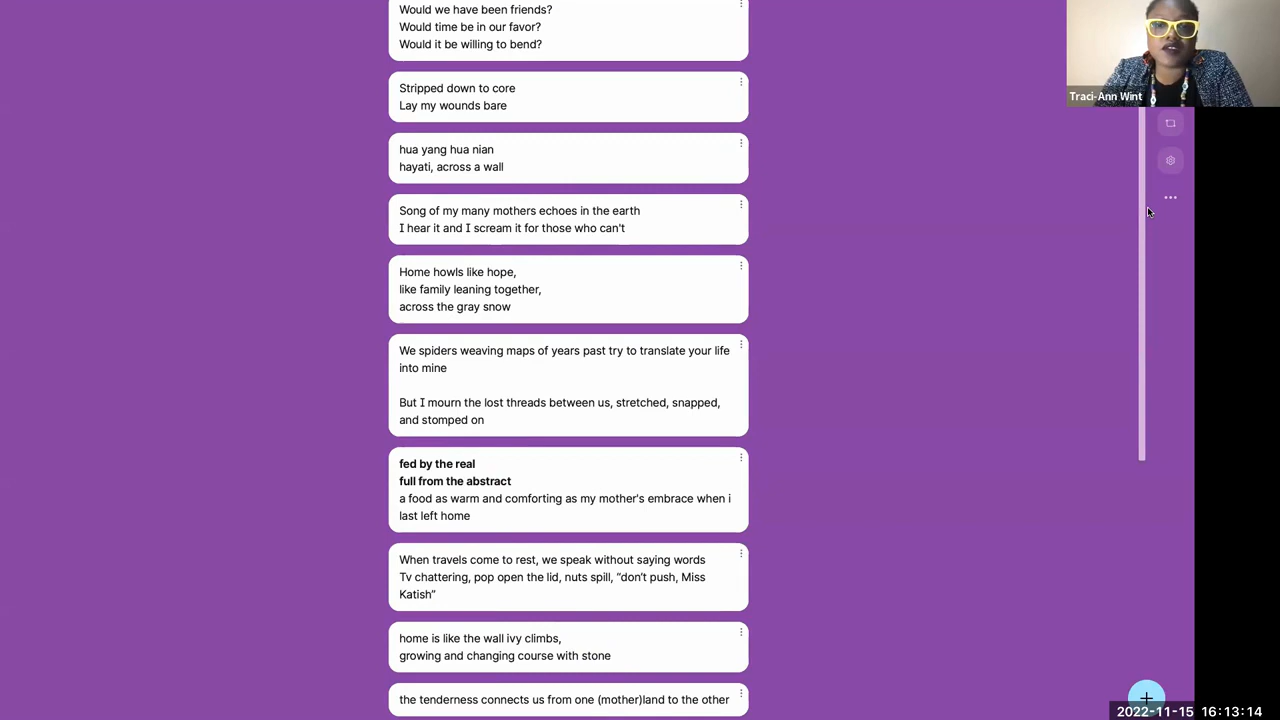 Would we have been friends?
Would time be in our favor?
Would it be willing to bend?
Stripped down to core
Lay my wounds bare
hua yang hua nian
hayati, across a wall
Song of my many mothers echoes in the earth
I hear it and I scream it for those who can't
Home howls like hope,
like family leaning together,
across the gray snow
We spiders weaving maps of years past try to translate your life
into mine
But I mourn the lost threads between us, stretched, snapped,
and stomped on
fed by the real
full from the abstract
a food as warm and comforting as my mother's embrace when i
last left home
When travels come to rest, we speak without saying words
Tv chattering, pop open the lid, nuts spill, “don’t push, Miss
Katish”
home is like the wall ivy climbs,
growing and changing course with stone
the tenderness connects us from one (mother)land to the other
Traci-Ann Wint
2022-11-15 16:13:14